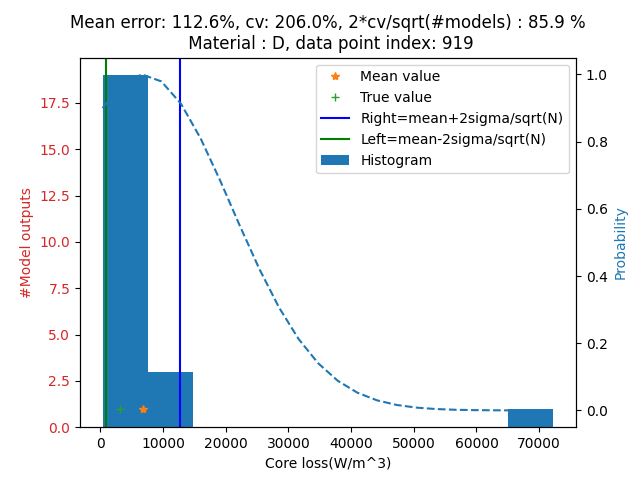 Mean error: 112.6%, cv: 206.0%, 2*cv/sqrt(#models) : 85.9 %
Material : D, data point index: 919
Mean value
True value
Right=mean+2sigma/sqrt(N)
Left=mean-2sigma/sqrt(N)
Histogram
#Model outputs
17.5
15.0
12.5
10.0
7.5
5.0
2.5
0.0
1.0
0.8
0.6
0.4
0.2
0.0
Probability
0 10000 20000 30000 40000 50000 60000 70000
Core loss(W/m^3)